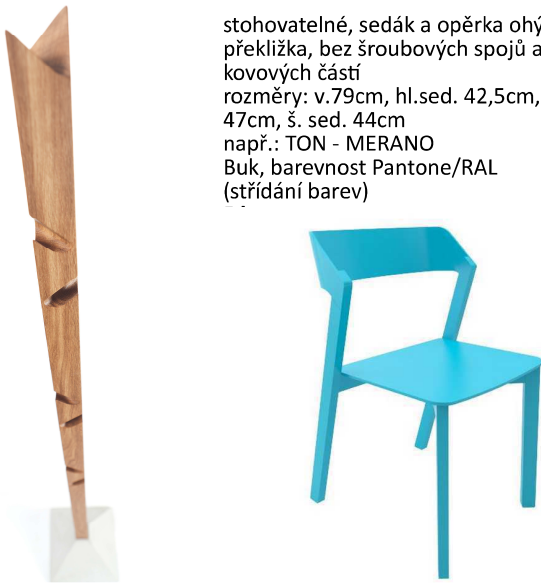 stohovatelné, sedák a opěrka
překližka, bez šroubových spojů a
kovových částí
rozměry: v.79cm, hl.sed. 42,5cm,
47cm, š. sed. 44cm
např.: TON - MERANO
Buk, barevnost Pantone/RAL
(střídání barev)